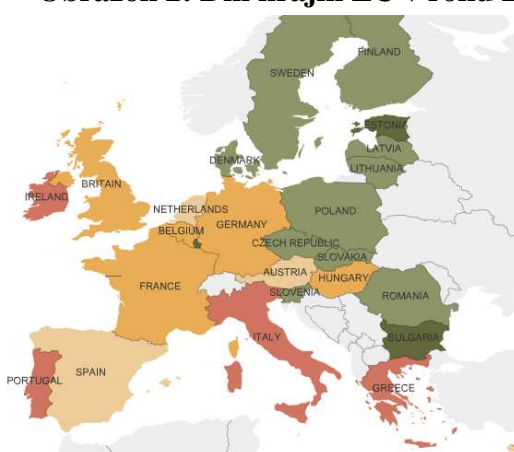 FINLAND
SWEDEN
ESTONIA
LATVIA
DENMARK
LITHUANIA
IRELAND
BRITAIN
NETHERLANDS
POLAND
BELGIUM
GERMANY
CZECH REPUBLIC
SLOVAKIA
AUSTRIA
HUNGARY
FRANCE
SLOVENIA
ROMANIA
ITALY
BULGARIA
SPAIN
PORTUGAL
GREECE